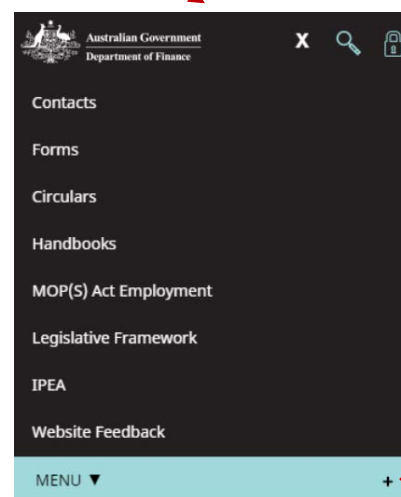 Australian Government
Department of Finance
X
Contacts
Forms
Circulars
Handbooks
MOP(S) Act Employment
Legislative Framework
IPEA
Website Feedback
MENU ▼
+